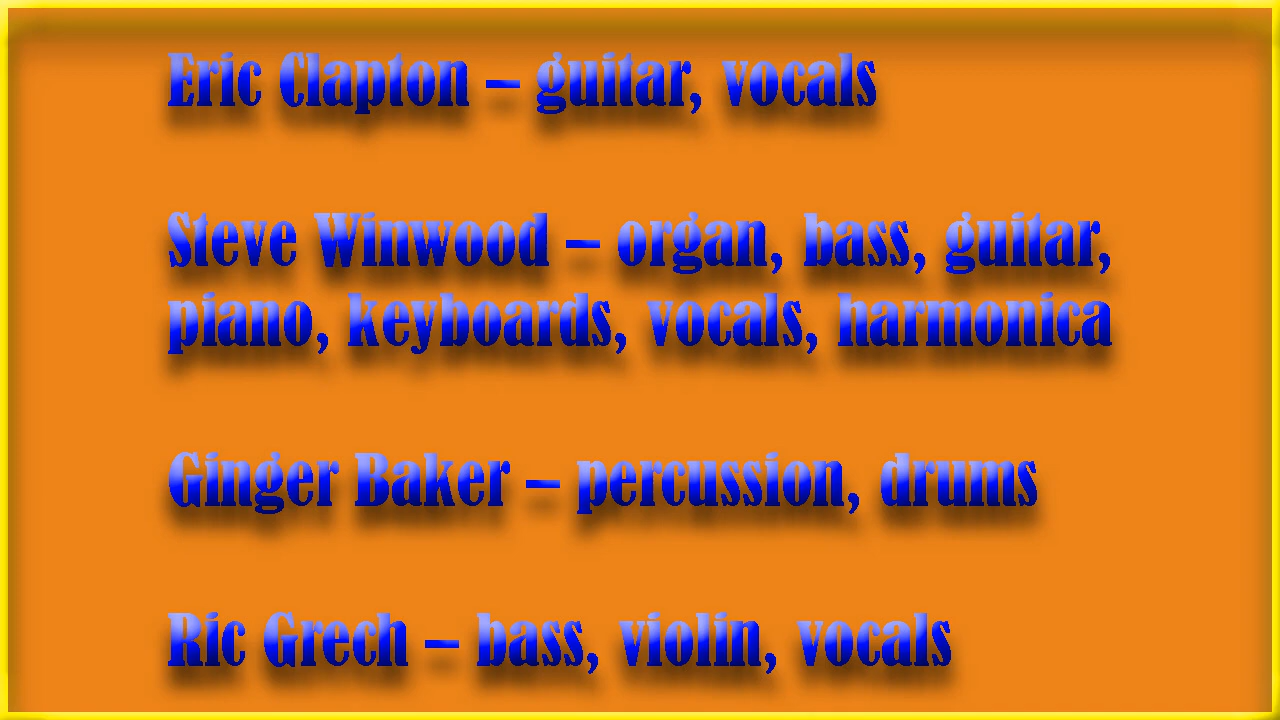 Eric Clapton – guitar, vocals
Steve Winwood – organ, bass, guitar,
piano, keyboards, vocals, harmonica
Ginger Baker – percussion, drums
Ric Grech – bass, violin, vocals